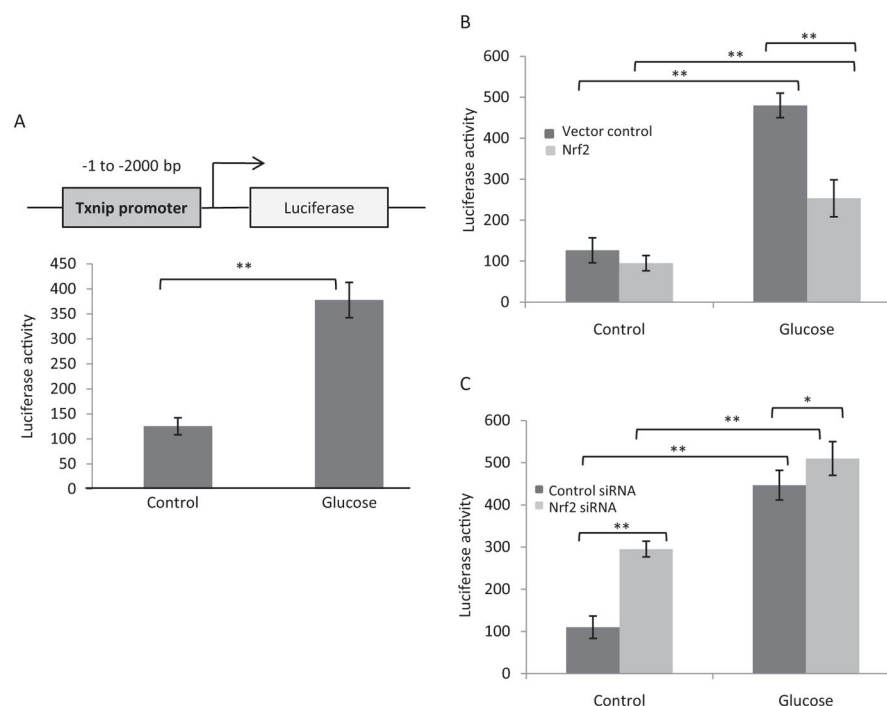 A
-1 to -2000 bp
Txnip promoter
Luciferase
**
450
400
350
300
250
200
150
100
50
0
Luciferase activity
Control
Glucose
B
**
**
**
600
500
400
300
200
100
0
Luciferase activity
Vector control
Nrf2
Control
Glucose
C
*
**
**
**
600
500
400
300
200
100
0
Luciferase activity
Control siRNA
Nrf2 siRNA
Control
Glucose